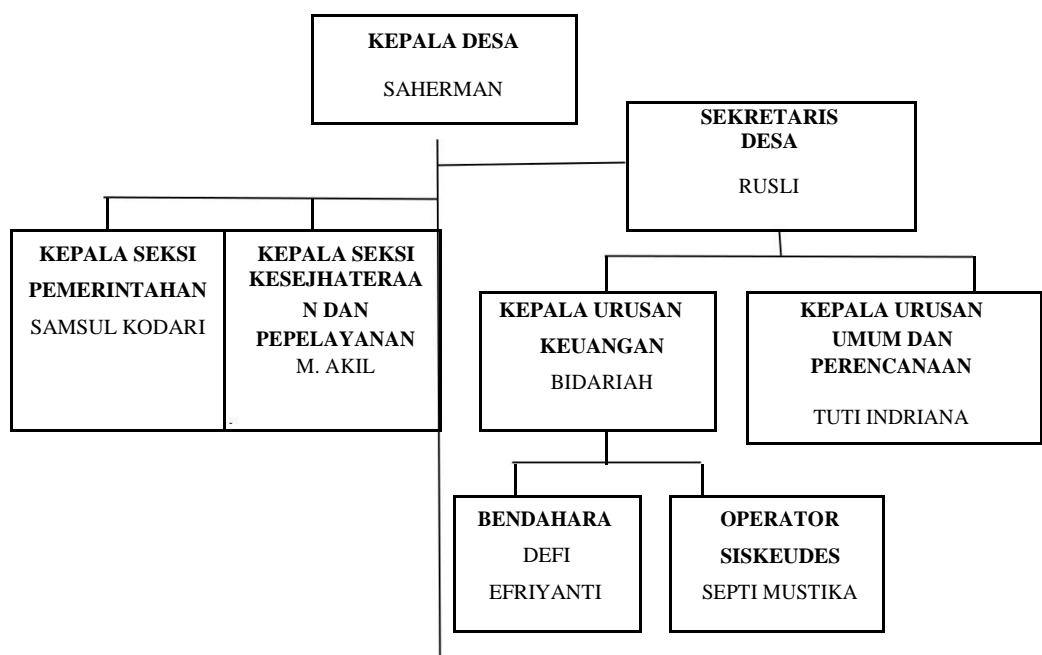 KEPALA DESA
SAHERMAN
SEKRETARIS
DESA
RUSLI
KEPALA SEKSI
PEMERINTAHAN
SAMSUL KODARI
KEPALA SEKSI
KESEJHATERAA
N DAN
PEPELAYANAN
M. AKIL
KEPALA URUSAN
KEUANGAN
BIDARIAH
KEPALA URUSAN
UMUM DAN
PERENCANAAN
TUTI INDRIANA
BENDAHARA
DEFI
EFRIYANTI
OPERATOR
SISKEUDES
SEPTI MUSTIKA